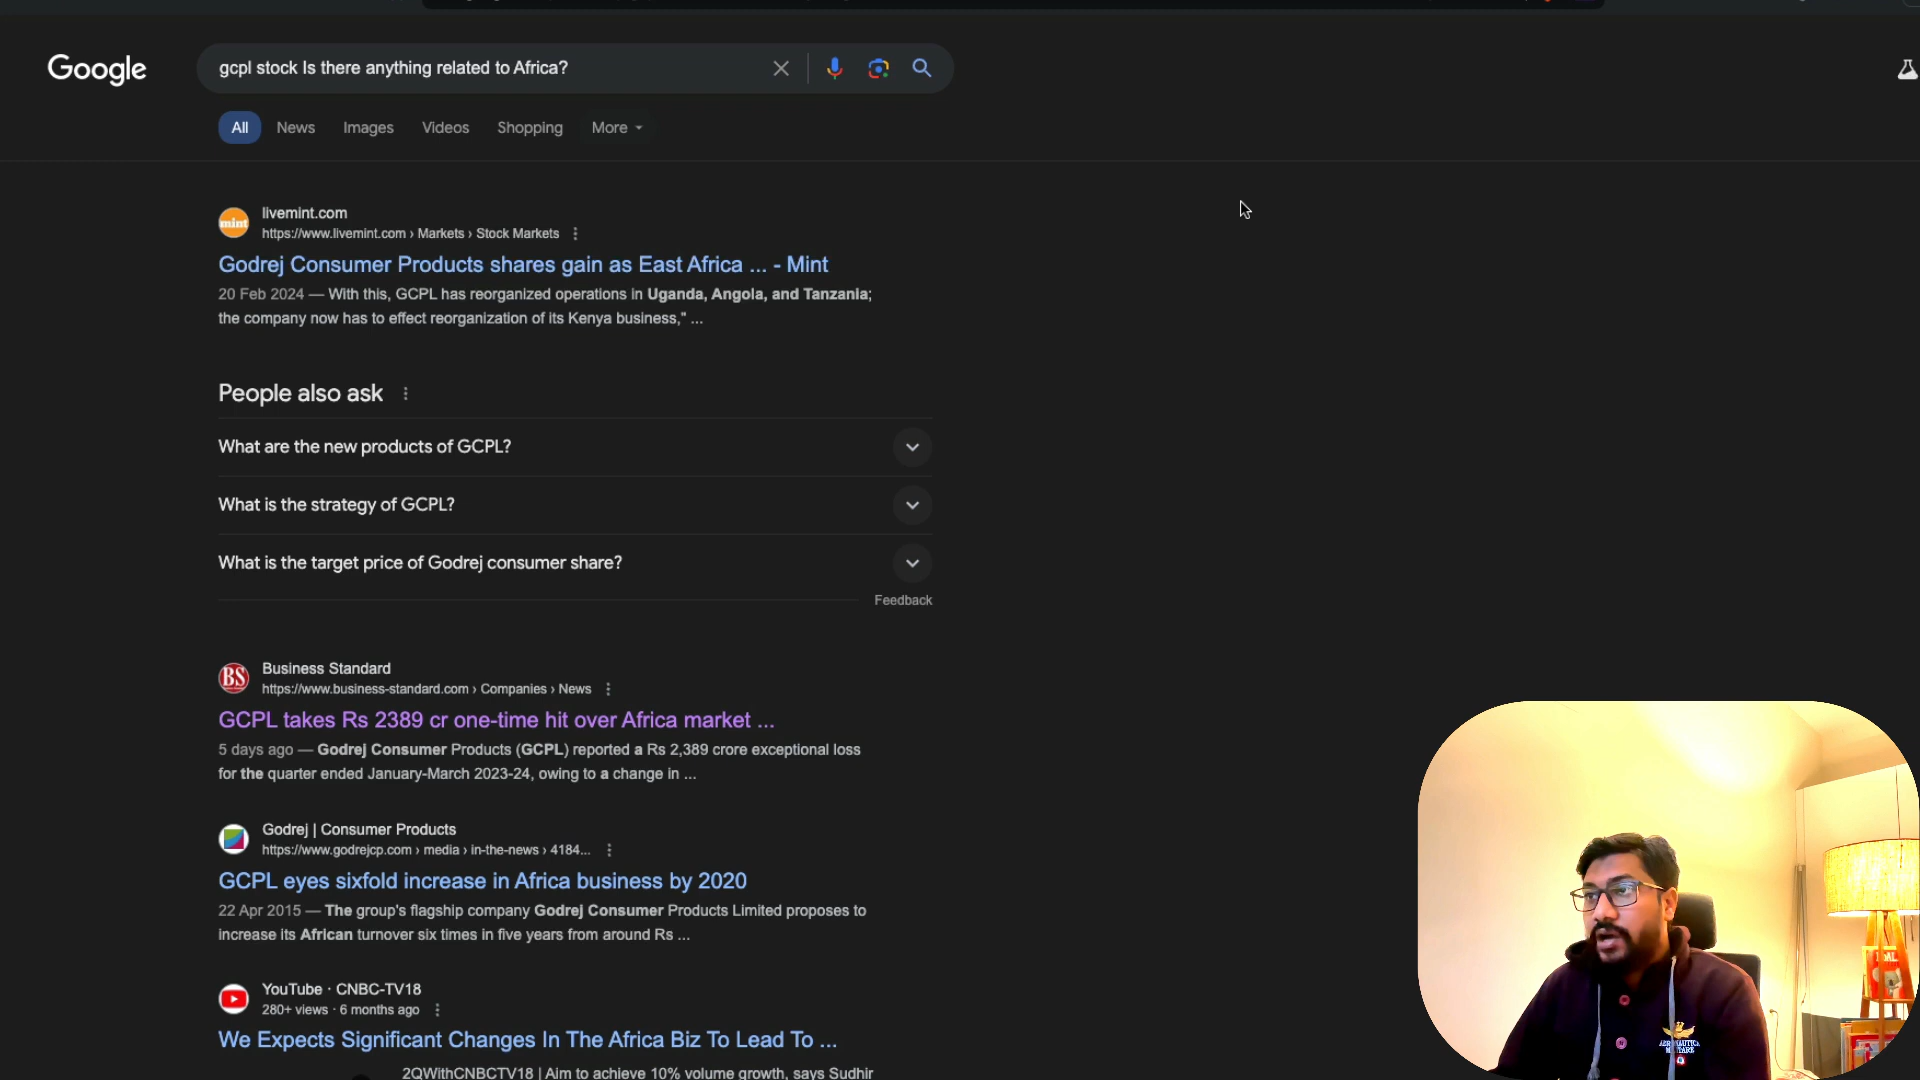 Google
gcpl stock Is there anything related to Africa?
All News Images Videos Shopping More
mint
livemint.com
https://www.livemint.com › Markets › Stock Markets
Godrej Consumer Products shares gain as East Africa ... - Mint
20 Feb 2024 — With this, GCPL has reorganized operations in Uganda, Angola, and Tanzania;
the company now has to effect reorganization of its Kenya business," ...
People also ask
What are the new products of GCPL?
What is the strategy of GCPL?
What is the target price of Godrej consumer share?
Feedback
BS
Business Standard
https://www.business-standard.com › Companies › News
GCPL takes Rs 2389 cr one-time hit over Africa market ...
5 days ago — Godrej Consumer Products (GCPL) reported a Rs 2,389 crore exceptional loss
for the quarter ended January-March 2023-24, owing to a change in ...
Godrej | Consumer Products
https://www.godrejcp.com › media › in-the-news › 4184...
GCPL eyes sixfold increase in Africa business by 2020
22 Apr 2015 — The group's flagship company Godrej Consumer Products Limited proposes to
increase its African turnover six times in five years from around Rs ...
YouTube · CNBC-TV18
280+ views · 6 months ago
We Expects Significant Changes In The Africa Biz To Lead To ...
2QWithCNBCTV18 | Aim to achieve 10% volume growth, says Sudhir